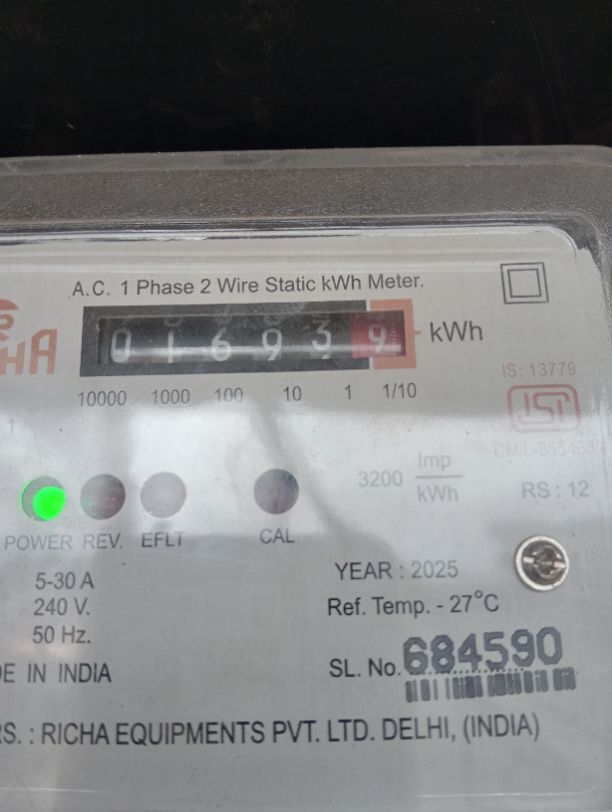 A.C. 1 Phase 2 Wire Static kWh Meter.
0 1 6 9 3 9 kWh
HA
10000 1000 100 10 1 1/10
IS: 13779
ISI
1
3200 Imp
kWh
RS : 12
POWER REV. EFLT CAL
5-30 A
240 V.
50 Hz.
YEAR : 2025
Ref. Temp. - 27°C
DE IN INDIA
SL. No. 684590
RS. : RICHA EQUIPMENTS PVT. LTD. DELHI, (INDIA)